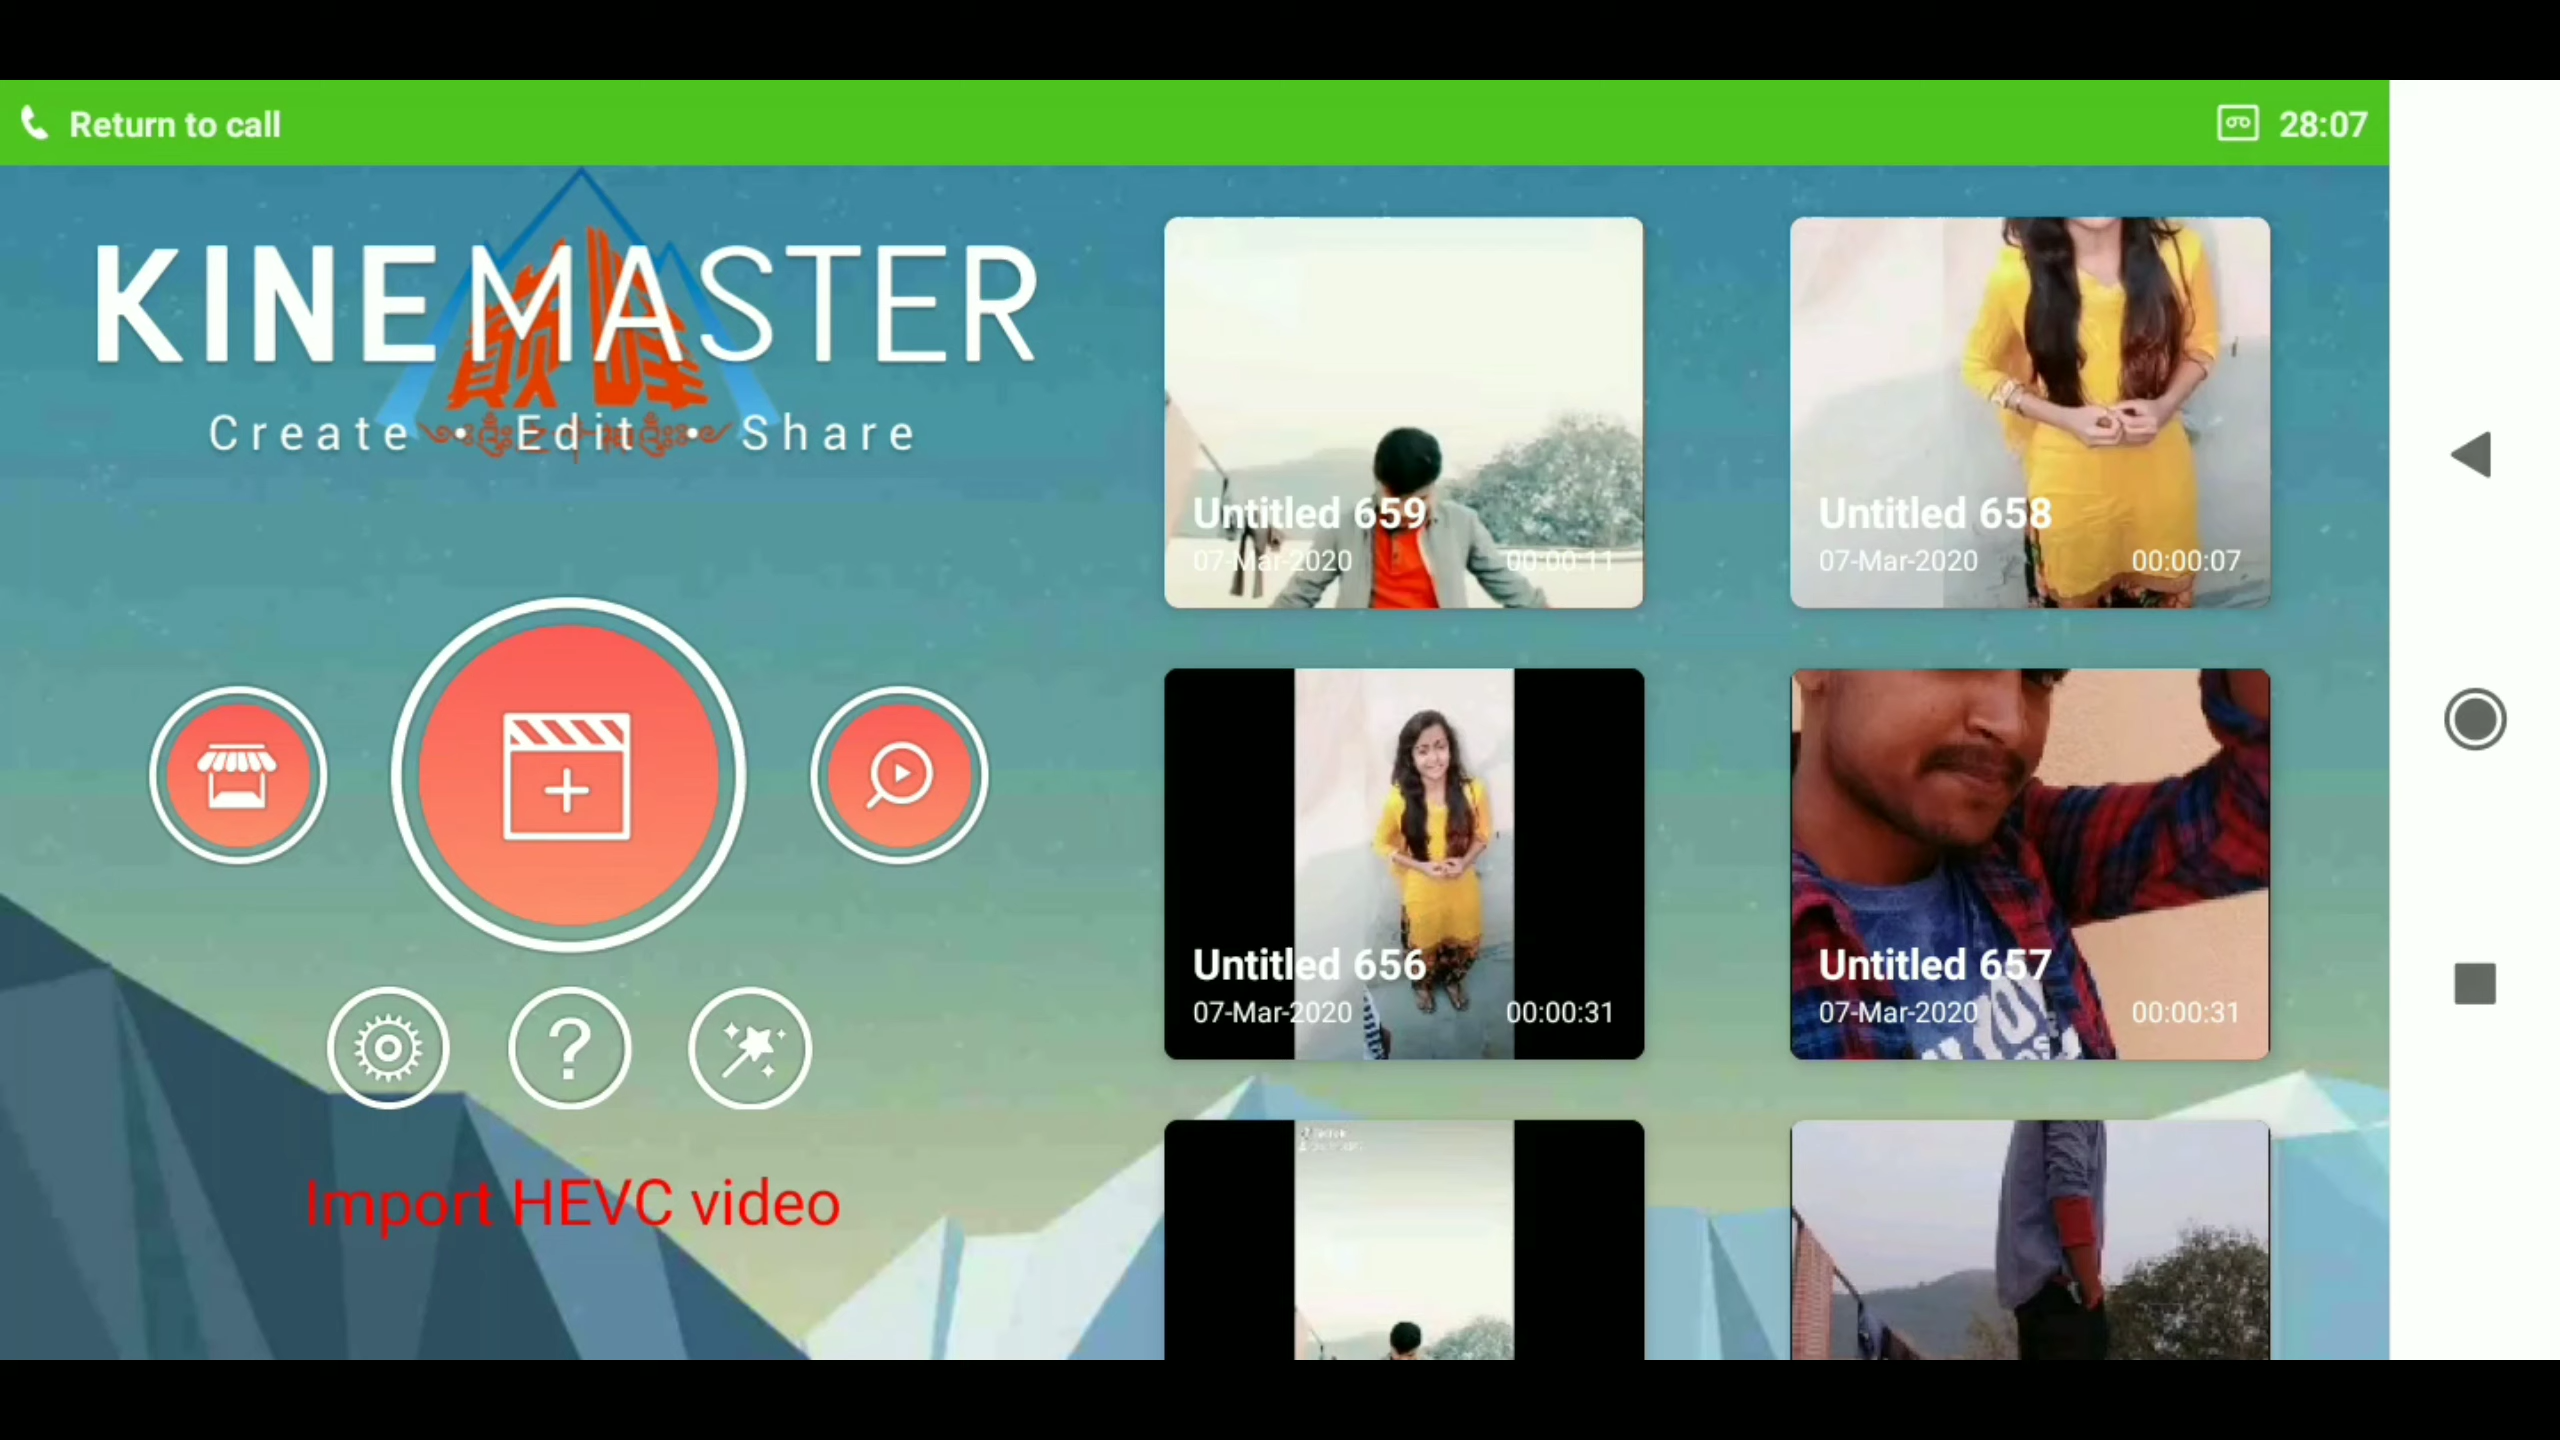 Return to call
28:07
KINEMASTER
巅峰
Create • Edit • Share
Import HEVC video
Untitled 659
07-Mar-2020 00:00:11
Untitled 658
07-Mar-2020 00:00:07
Untitled 656
07-Mar-2020 00:00:31
Untitled 657
07-Mar-2020 00:00:31